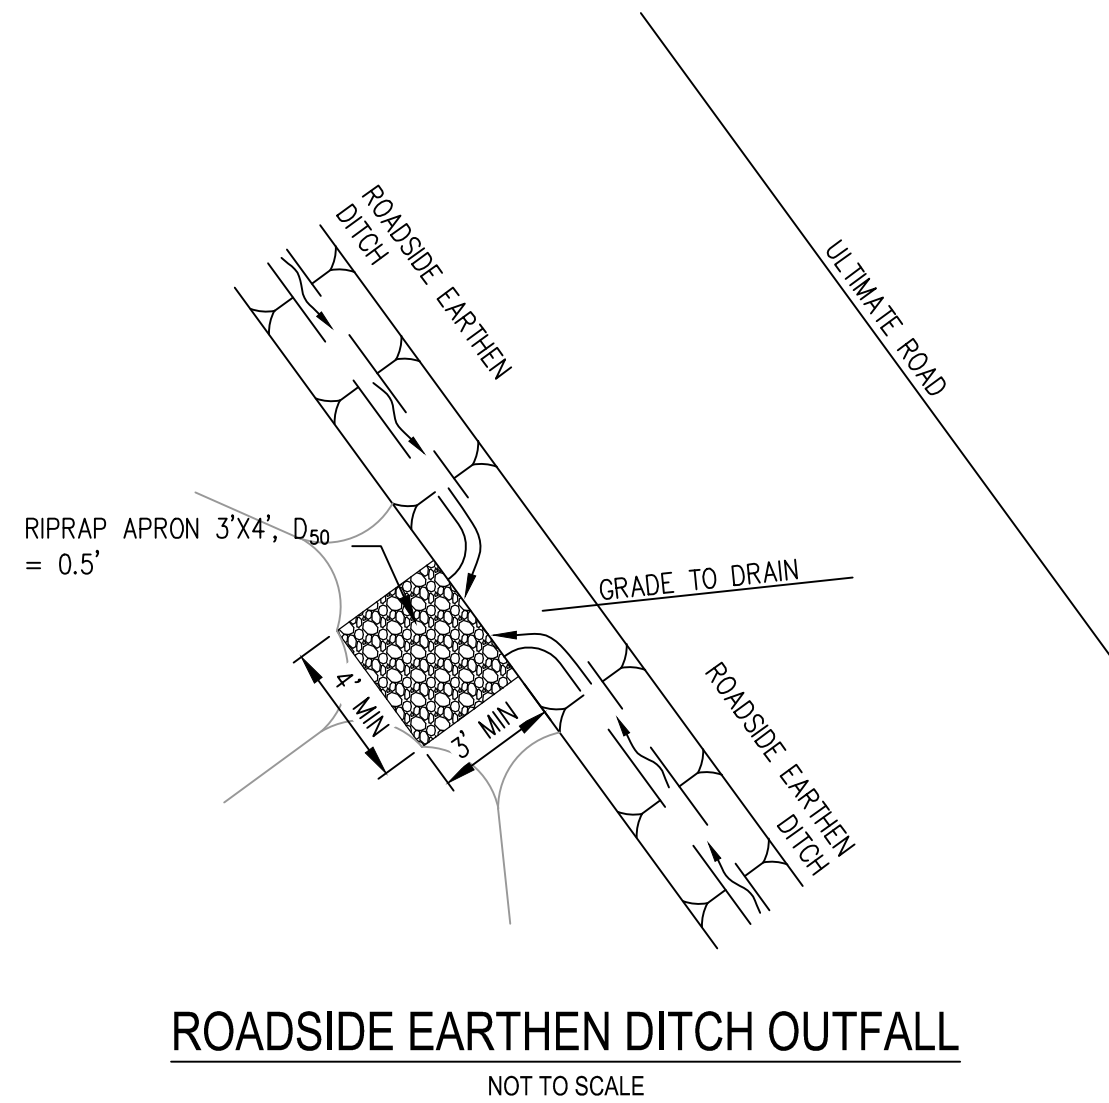 ROADSIDE EARTHEN
DITCH
ULTIMATE ROAD
RIPRAP APRON 3'X4', D50
= 0.5'
GRADE TO DRAIN
4' MIN
3' MIN
ROADSIDE EARTHEN
DITCH
ROADSIDE EARTHEN DITCH OUTFALL
NOT TO SCALE